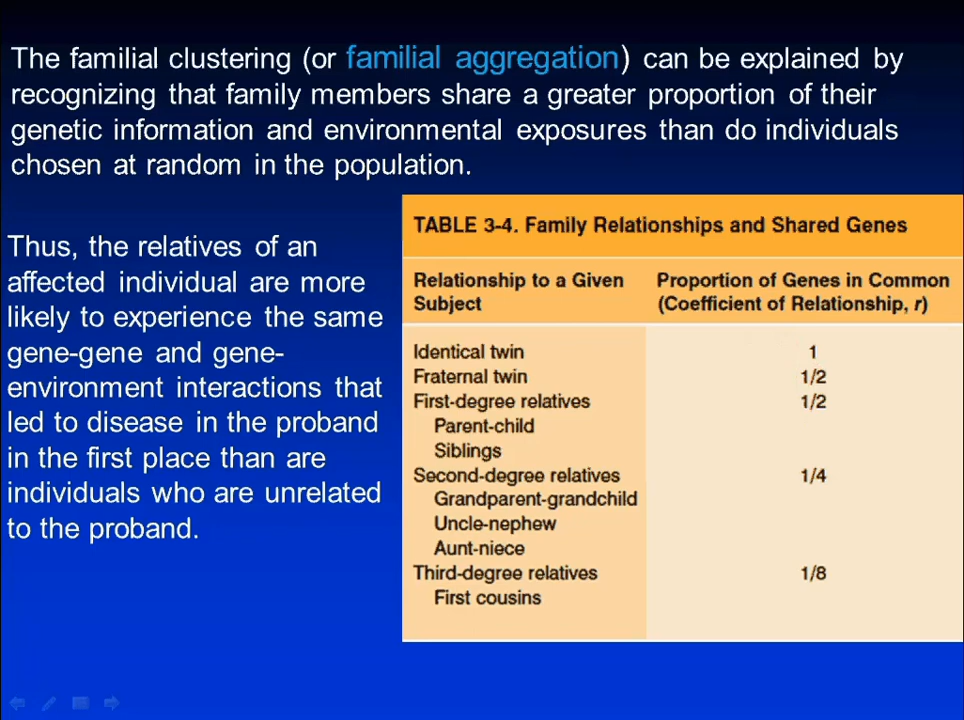 The familial clustering (or familial aggregation) can be explained by
recognizing that family members share a greater proportion of their
genetic information and environmental exposures than do individuals
chosen at random in the population.
Thus, the relatives of an
affected individual are more
likely to experience the same
gene-gene and gene-
environment interactions that
led to disease in the proband
in the first place than are
individuals who are unrelated
to the proband.
TABLE 3-4. Family Relationships and Shared Genes
Relationship to a Given Proportion of Genes in Common
Subject (Coefficient of Relationship, r)
Identical twin 1
Fraternal twin 1/2
First-degree relatives 1/2
Parent-child
Siblings
Second-degree relatives 1/4
Grandparent-grandchild
Uncle-nephew
Aunt-niece
Third-degree relatives 1/8
First cousins